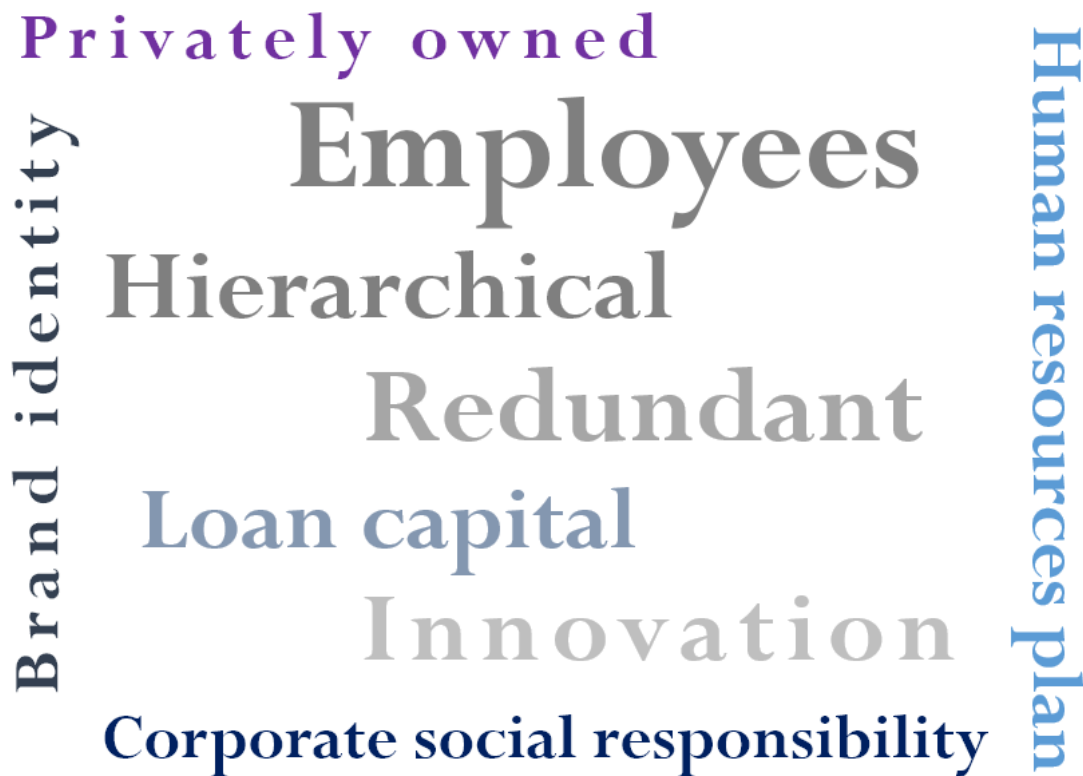 Privately owned
Employees
Hierarchical
Redundant
Loan capital
Innovation
Corporate social responsibility
Brand identity
Human resources plan